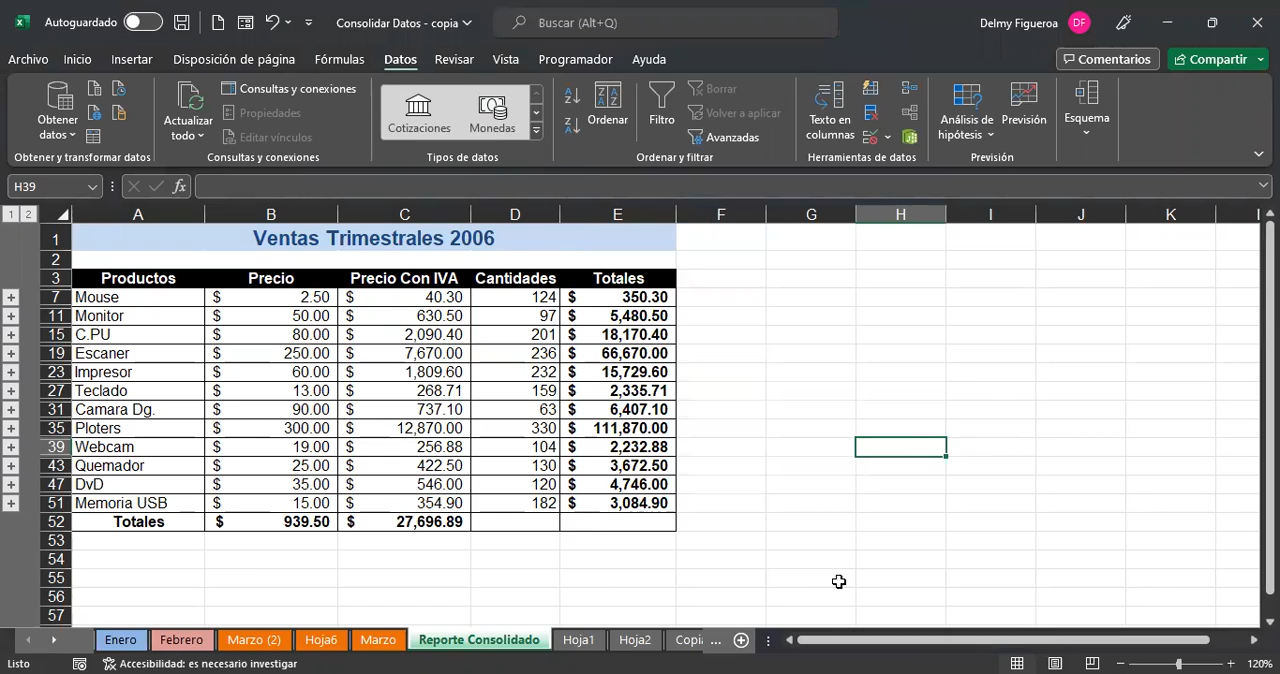 Autoguardado Consolidar Datos - copia Buscar (Alt+Q) Delmy Figueroa DF
Archivo Inicio Insertar Disposición de página Fórmulas Datos Revisar Vista Programador Ayuda Comentarios Compartir
Obtener datos Consultas y conexiones Propiedades Editar vínculos Actualizar todo Cotizaciones Monedas Ordenar Filtro Borrar Volver a aplicar Avanzadas Texto en columnas Análisis de hipótesis Previsión Esquema
Obtener y transformar datos Consultas y conexiones Tipos de datos Ordenar y filtrar Herramientas de datos Previsión
H39 fx
1 2 A B C D E F G H I J K
1 Ventas Trimestrales 2006
2
3 Productos Precio Precio Con IVA Cantidades Totales
7 Mouse $ 2.50 $ 40.30 124 $ 350.30
11 Monitor $ 50.00 $ 630.50 97 $ 5,480.50
15 C.PU $ 80.00 $ 2,090.40 201 $ 18,170.40
19 Escaner $ 250.00 $ 7,670.00 236 $ 66,670.00
23 Impresor $ 60.00 $ 1,809.60 232 $ 15,729.60
27 Teclado $ 13.00 $ 268.71 159 $ 2,335.71
31 Camara Dg. $ 90.00 $ 737.10 63 $ 6,407.10
35 Ploters $ 300.00 $ 12,870.00 330 $ 111,870.00
39 Webcam $ 19.00 $ 256.88 104 $ 2,232.88
43 Quemador $ 25.00 $ 422.50 130 $ 3,672.50
47 DvD $ 35.00 $ 546.00 120 $ 4,746.00
51 Memoria USB $ 15.00 $ 354.90 182 $ 3,084.90
52 Totales $ 939.50 $ 27,696.89
53
54
55
56
57
Enero Febrero Marzo (2) Hoja6 Marzo Reporte Consolidado Hoja1 Hoja2 Copia ...
Listo Accesibilidad: es necesario investigar 120%